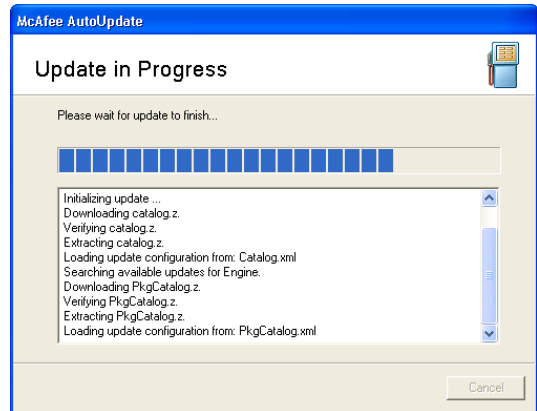 McAfee AutoUpdate
Update in Progress
Please wait for update to finish...
Initializing update ...
Downloading catalog.z.
Verifying catalog.z.
Extracting catalog.z.
Loading update configuration from: Catalog.xml
Searching available updates for Engine.
Downloading PkgCatalog.z.
Verifying PkgCatalog.z.
Extracting PkgCatalog.z.
Loading update configuration from: PkgCatalog.xml
Cancel